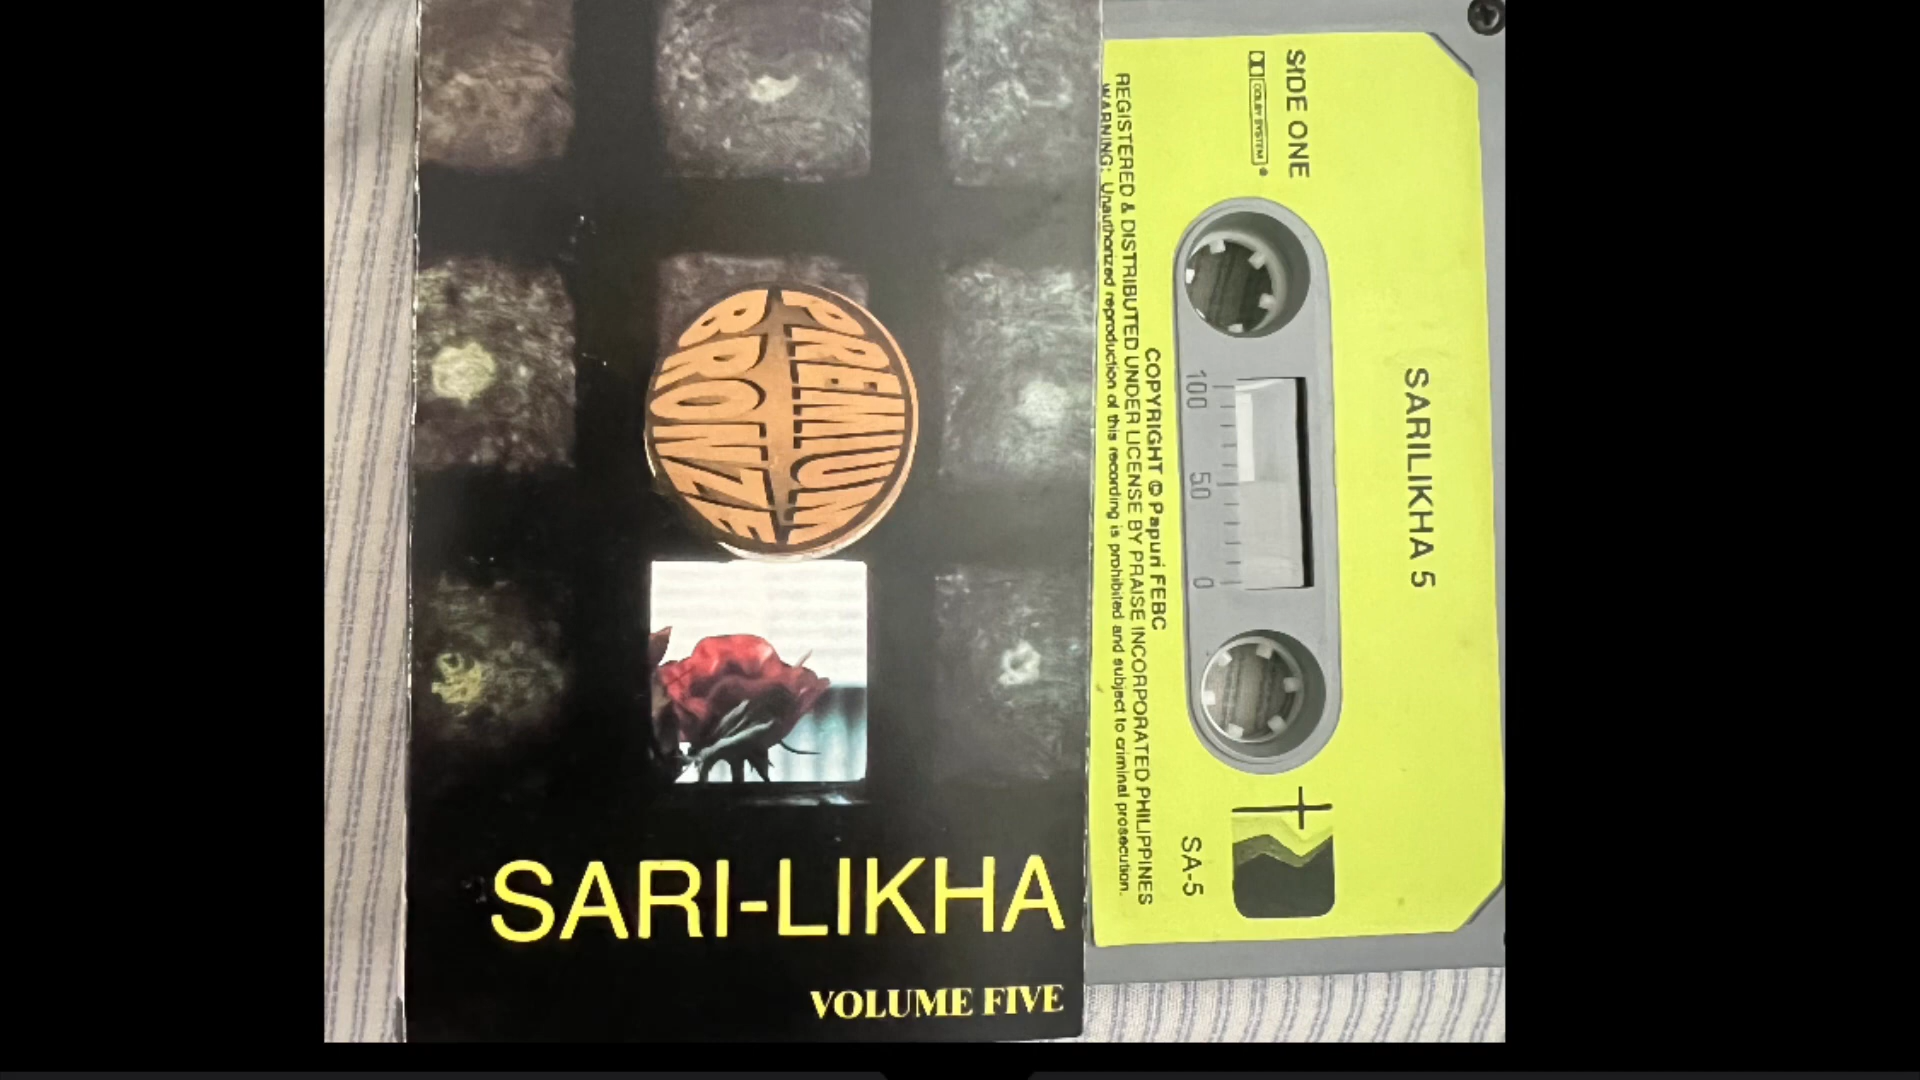 PREMIUM
BRONZE
SARI-LIKHA
VOLUME FIVE
SIDE ONE
DOLBY SYSTEM
SARILIKHA 5
100 50 0
COPYRIGHT © Papuri FEBC
REGISTERED & DISTRIBUTED UNDER LICENSE BY PRAISE INCORPORATED PHILIPPINES
WARNING: Unauthorized reproduction of this recording is prohibited and subject to criminal prosecution.
SA-5